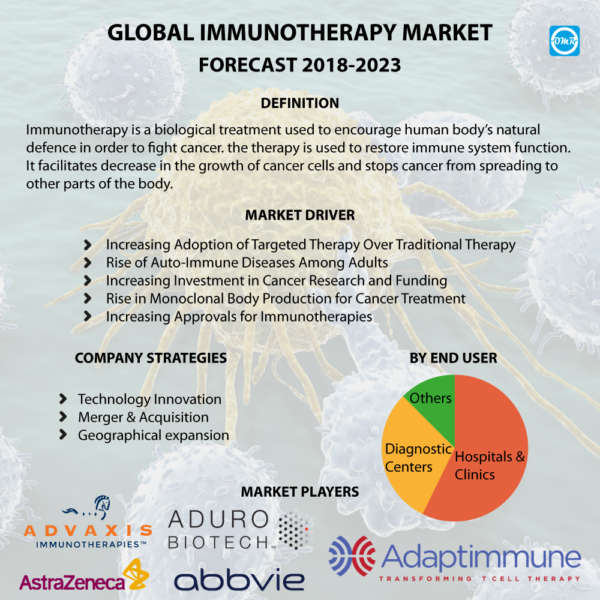 GLOBAL IMMUNOTHERAPY MARKET
FORECAST 2018-2023
DMR
DEFINITION
Immunotherapy is a biological treatment used to encourage human body's natural
defence in order to fight cancer. the therapy is used to restore immune system function.
It facilitates decrease in the growth of cancer cells and stops cancer from spreading to
other parts of the body.
MARKET DRIVER
Increasing Adoption of Targeted Therapy Over Traditional Therapy
Rise of Auto-Immune Diseases Among Adults
Increasing Investment in Cancer Research and Funding
Rise in Monoclonal Body Production for Cancer Treatment
Increasing Approvals for Immunotherapies
COMPANY STRATEGIES
Technology Innovation
Merger & Acquisition
Geographical expansion
BY END USER
Others
Diagnostic
Centers
Hospitals &
Clinics
MARKET PLAYERS
ADVAXIS
IMMUNOTHERAPIES™
ADURO
BIOTECH
Adaptimmune
TRANSFORMING T CELL THERAPY
AstraZeneca
abbvie